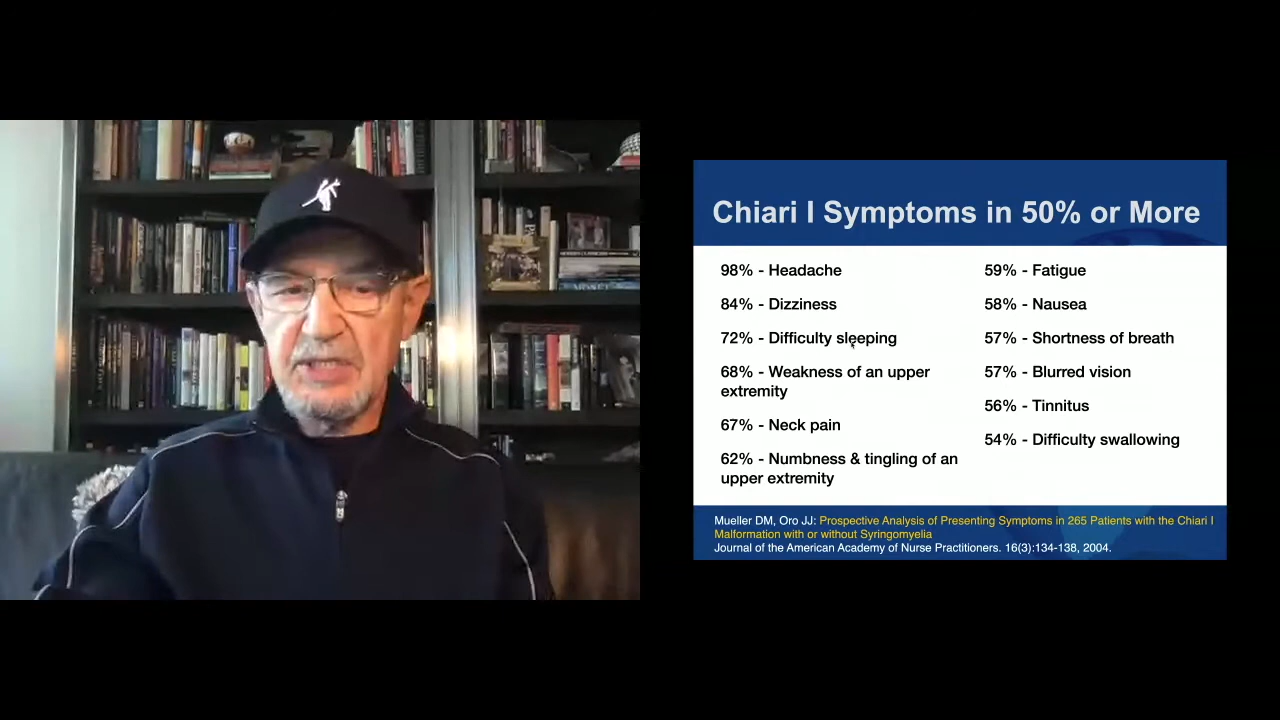 Chiari I Symptoms in 50% or More
98% - Headache
84% - Dizziness
72% - Difficulty sleeping
68% - Weakness of an upper
extremity
67% - Neck pain
62% - Numbness & tingling of an
upper extremity
59% - Fatigue
58% - Nausea
57% - Shortness of breath
57% - Blurred vision
56% - Tinnitus
54% - Difficulty swallowing
Mueller DM, Oro JJ: Prospective Analysis of Presenting Symptoms in 265 Patients with the Chiari I
Malformation with or without Syringomyelia
Journal of the American Academy of Nurse Practitioners. 16(3):134-138, 2004.